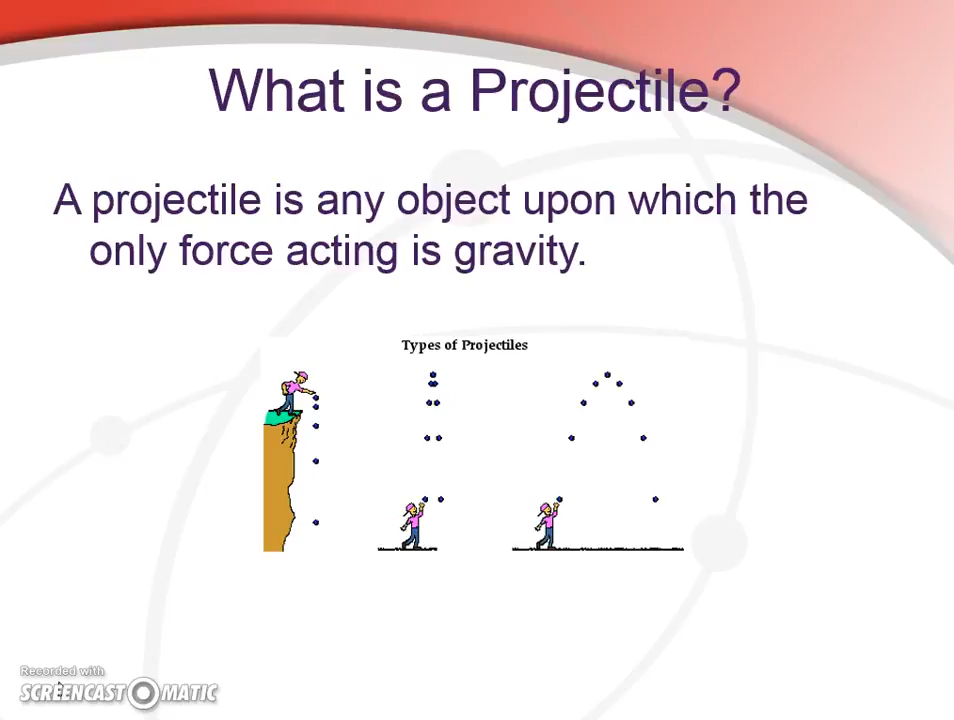 What is a Projectile?
A projectile is any object upon which the
only force acting is gravity.
Types of Projectiles
Recorded with
SCREENCAST-O-MATIC